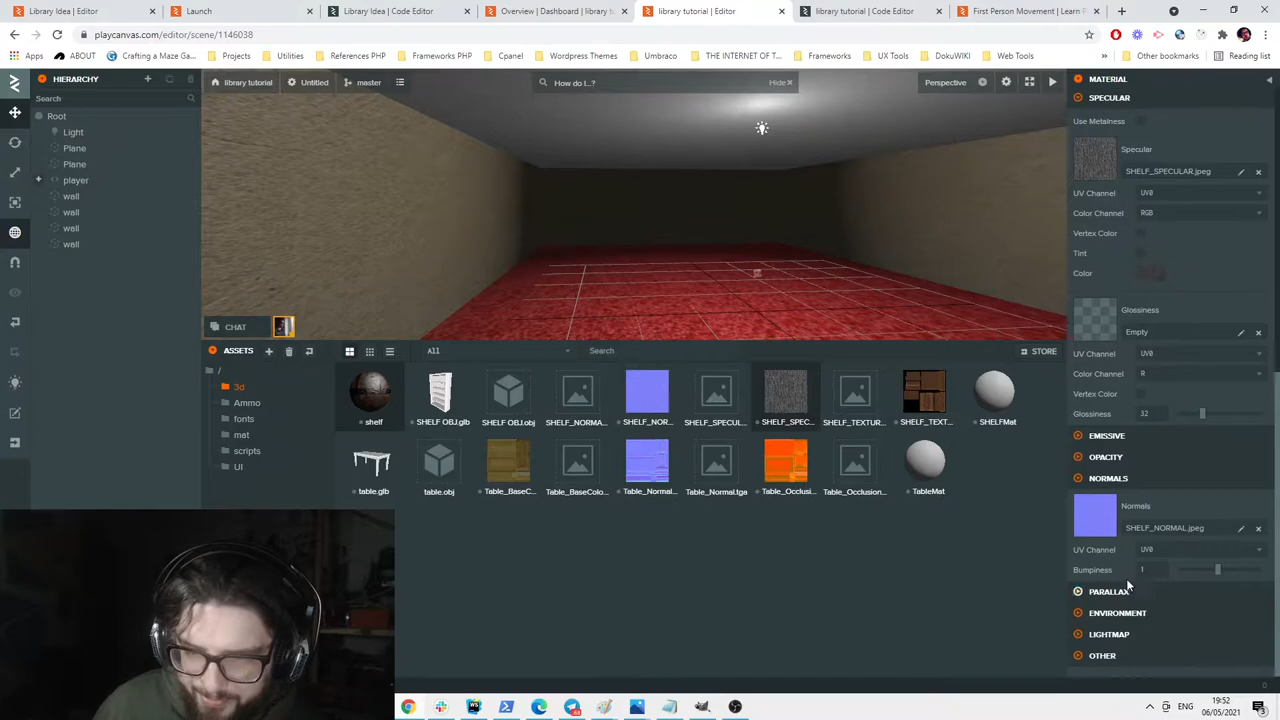 Library Idea | Editor
Launch
Library Idea | Code Editor
Overview | Dashboard | library tu
library tutorial | Editor
library tutorial | Code Editor
First Person Movement | Learn P
playcanvas.com/editor/scene/1146038
Apps
ABOUT
Crafting a Maze Ga...
Projects
Utilities
References PHP
Frameworks PHP
Cpanel
Wordpress Themes
Umbraco
THE INTERNET OF T...
Frameworks
UX Tools
DokuWIKI
Web Tools
Other bookmarks
Reading list
HIERARCHY
Search
Root
Light
Plane
Plane
player
wall
wall
wall
wall
library tutorial
Untitled
master
How do I...?
Hide
Perspective
CHAT
ASSETS
All
Search
STORE
/
3d
Ammo
fonts
mat
scripts
UI
shelf
SHELF OBJ.glb
SHELF OBJ.obj
SHELF_NORMA...
SHELF_NOR...
SHELF_SPECUL...
SHELF_SPEC...
SHELF_TEXTUR...
SHELF_TEXT...
SHELFMat
table.glb
table.obj
Table_BaseC...
Table_BaseColo...
Table_Normal...
Table_Normal.tga
Table_Occlusi...
Table_Occlusion...
TableMat
MATERIAL
SPECULAR
Use Metalness
Specular
SHELF_SPECULAR.jpeg
UV Channel
UV0
Color Channel
RGB
Vertex Color
Tint
Color
Glossiness
Empty
UV Channel
UV0
Color Channel
R
Vertex Color
Glossiness
32
EMISSIVE
OPACITY
NORMALS
Normals
SHELF_NORMAL.jpeg
UV Channel
UV0
Bumpiness
1
PARALLAX
ENVIRONMENT
LIGHTMAP
OTHER
ENG
19:52
06/05/2021